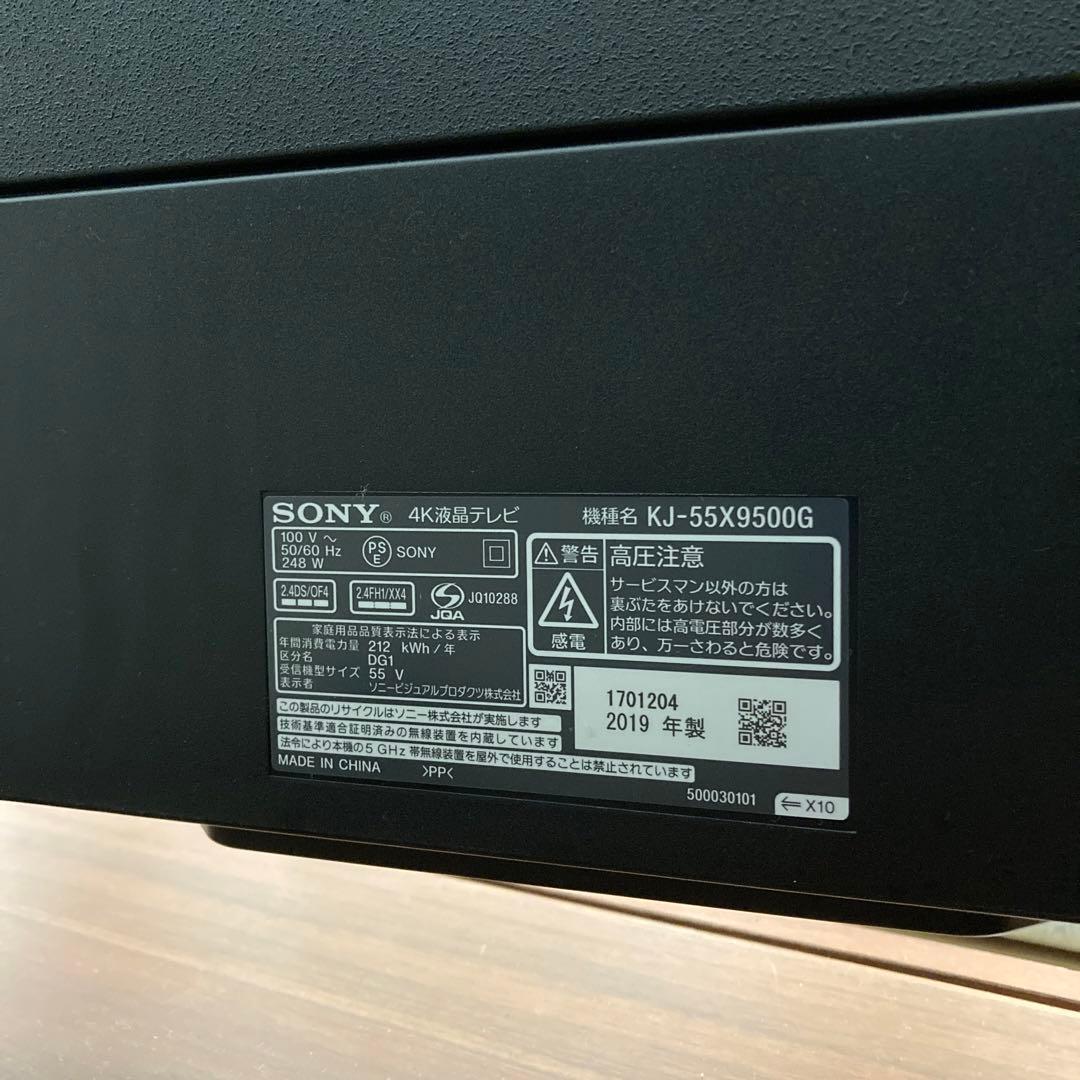 SONY® 4K液晶テレビ 機種名 KJ-55X9500G
100 V ～
50/60 Hz
248 W
PSE SONY
2.4DS/OF4 2.4FH1/XX4
JQA JQ10288
家庭用品品質表示法による表示
年間消費電力量 212 kWh/年
区分名 DG1
受信機型サイズ 55 V
表示者 ソニービジュアルプロダクツ株式会社
警告 高圧注意
感電
サービスマン以外の方は
裏ぶたをあけないでください。
内部には高電圧部分が数多く
あり、万一さわると危険です。
1701204
2019 年製
この製品のリサイクルはソニー株式会社が実施します
技術基準適合証明済みの無線装置を内蔵しています
法令により本機の5 GHz 帯無線装置を屋外で使用することは禁止されています
MADE IN CHINA >PP<
500030101 X10